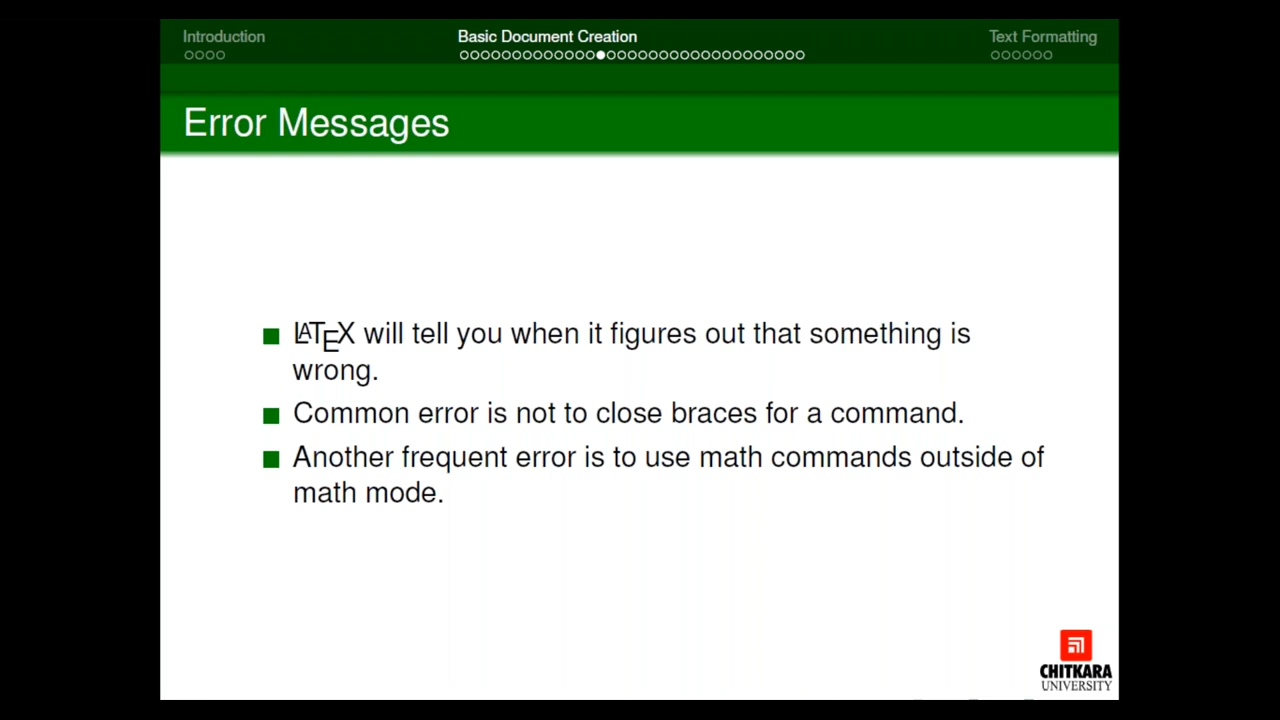 Introduction
Basic Document Creation
Text Formatting
Error Messages
LATEX will tell you when it figures out that something is
wrong.
Common error is not to close braces for a command.
Another frequent error is to use math commands outside of
math mode.
CHITKARA
UNIVERSITY